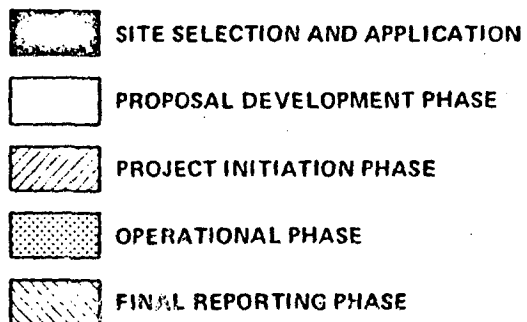 SITE SELECTION AND APPLICATION
PROPOSAL DEVELOPMENT PHASE
PROJECT INITIATION PHASE
OPERATIONAL PHASE
FINAL REPORTING PHASE